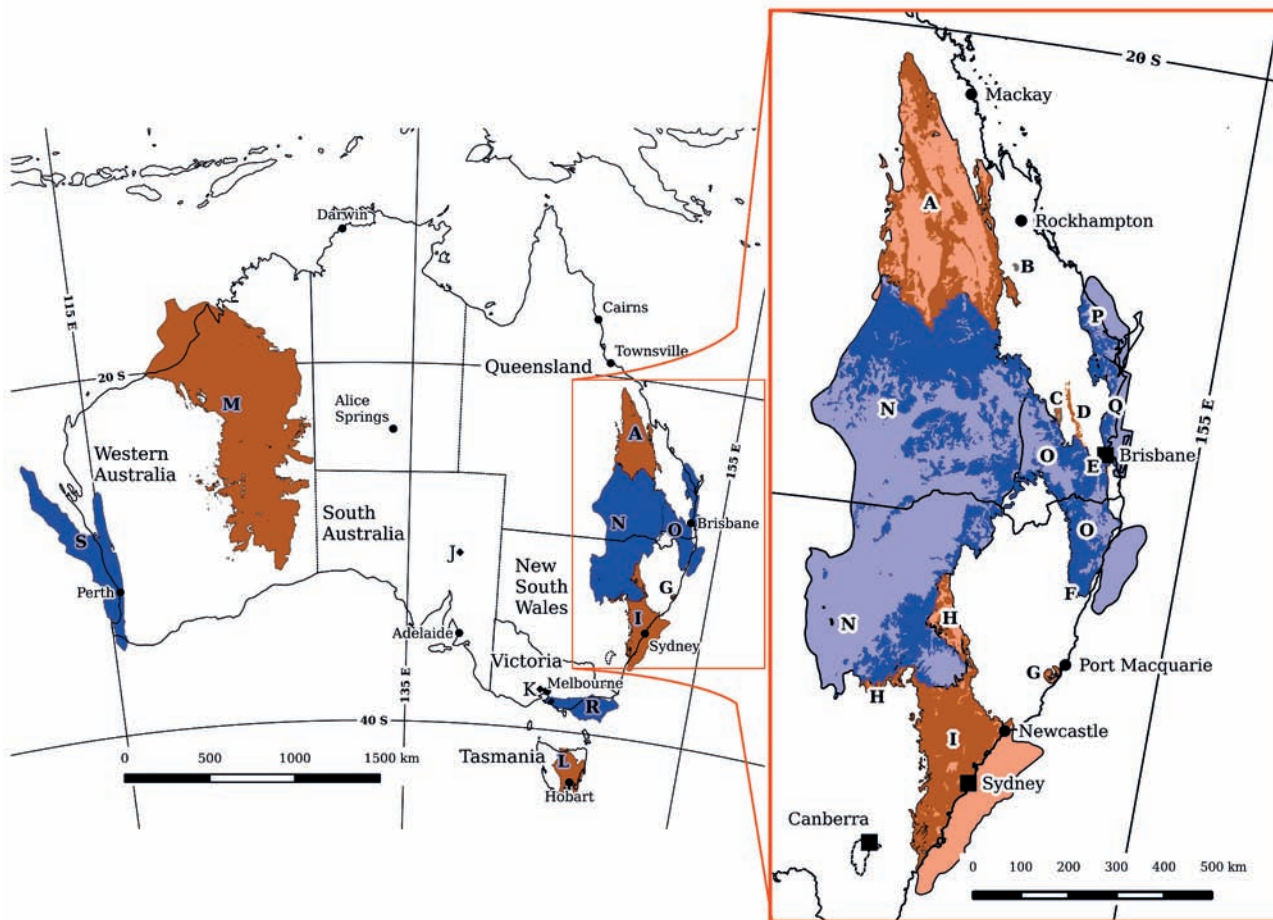 Darwin
115 E
Cairns
Townsville
Queensland
20 S
M
Alice
Springs
A
155 E
Western
Australia
South
Australia
S
N
O
Brisbane
J
New
South
Wales
G
Perth
I
Adelaide
Sydney
Victoria
K
Melbourne
R
135 E
40 S
Tasmania
L
Hobart
0 500 1000 1500 km
20 S
Mackay
A
Rockhampton
B
P
N
C
D
Q
155 E
O
E
Brisbane
O
F
N
H
Port Macquarie
G
H
I
Newcastle
Sydney
Canberra
0 100 200 300 400 500 km